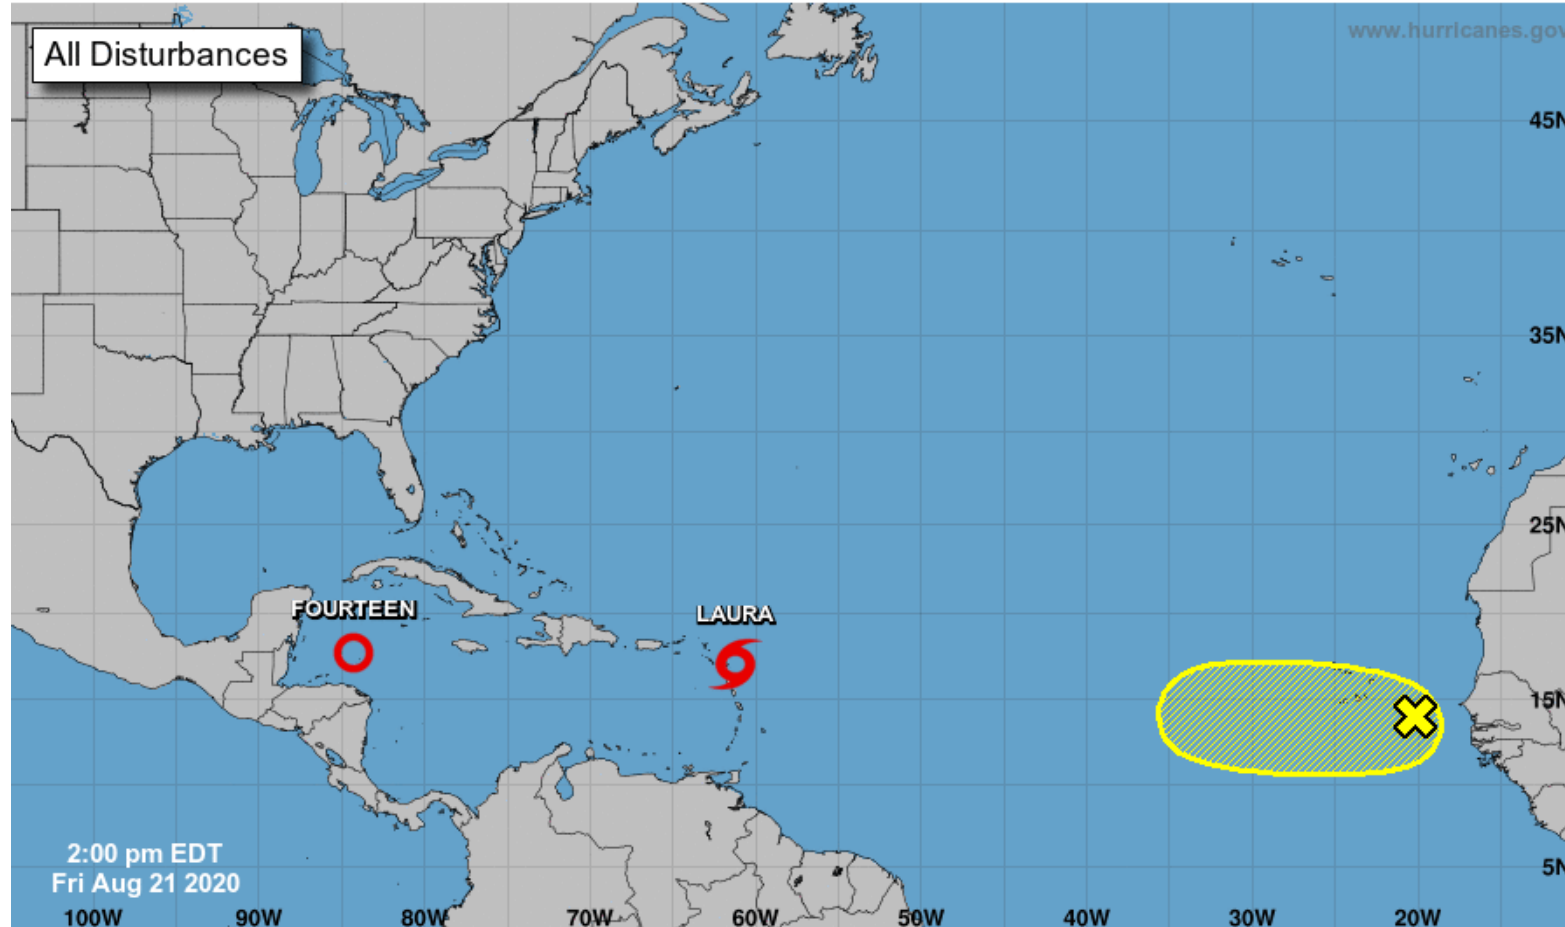 All Disturbances
www.hurricanes.gov
45N
35N
25N
FOURTEEN
LAURA
15N
2:00 pm EDT
Fri Aug 21 2020
5N
100W 90W 80W 70W 60W 50W 40W 30W 20W